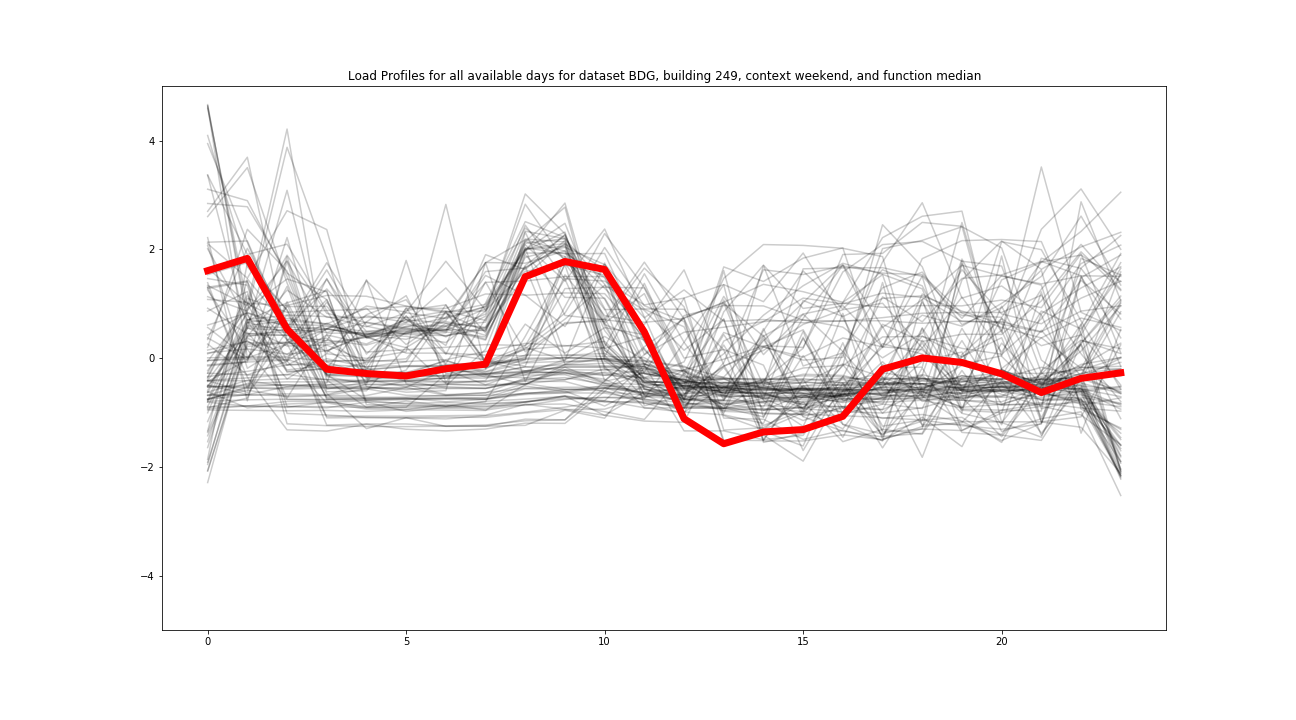 Load Profiles for all available days for dataset BDG, building 249, context weekend, and function median
4
2
0
−2
−4
0 5 10 15 20